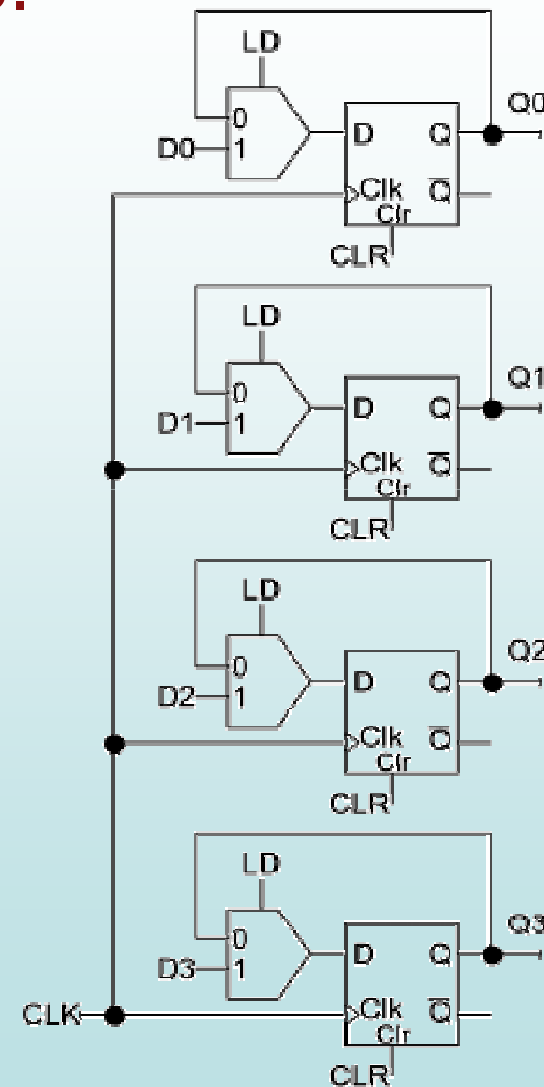 LD
Q0
0
D0 1
D Q
Clk Q̅
Clr
CLR
LD
Q1
0
D1 1
D Q
Clk Q̅
Clr
CLR
LD
Q2
0
D2 1
D Q
Clk Q̅
Clr
CLR
LD
Q3
0
D3 1
D Q
CLK Clk Q̅
Clr
CLR